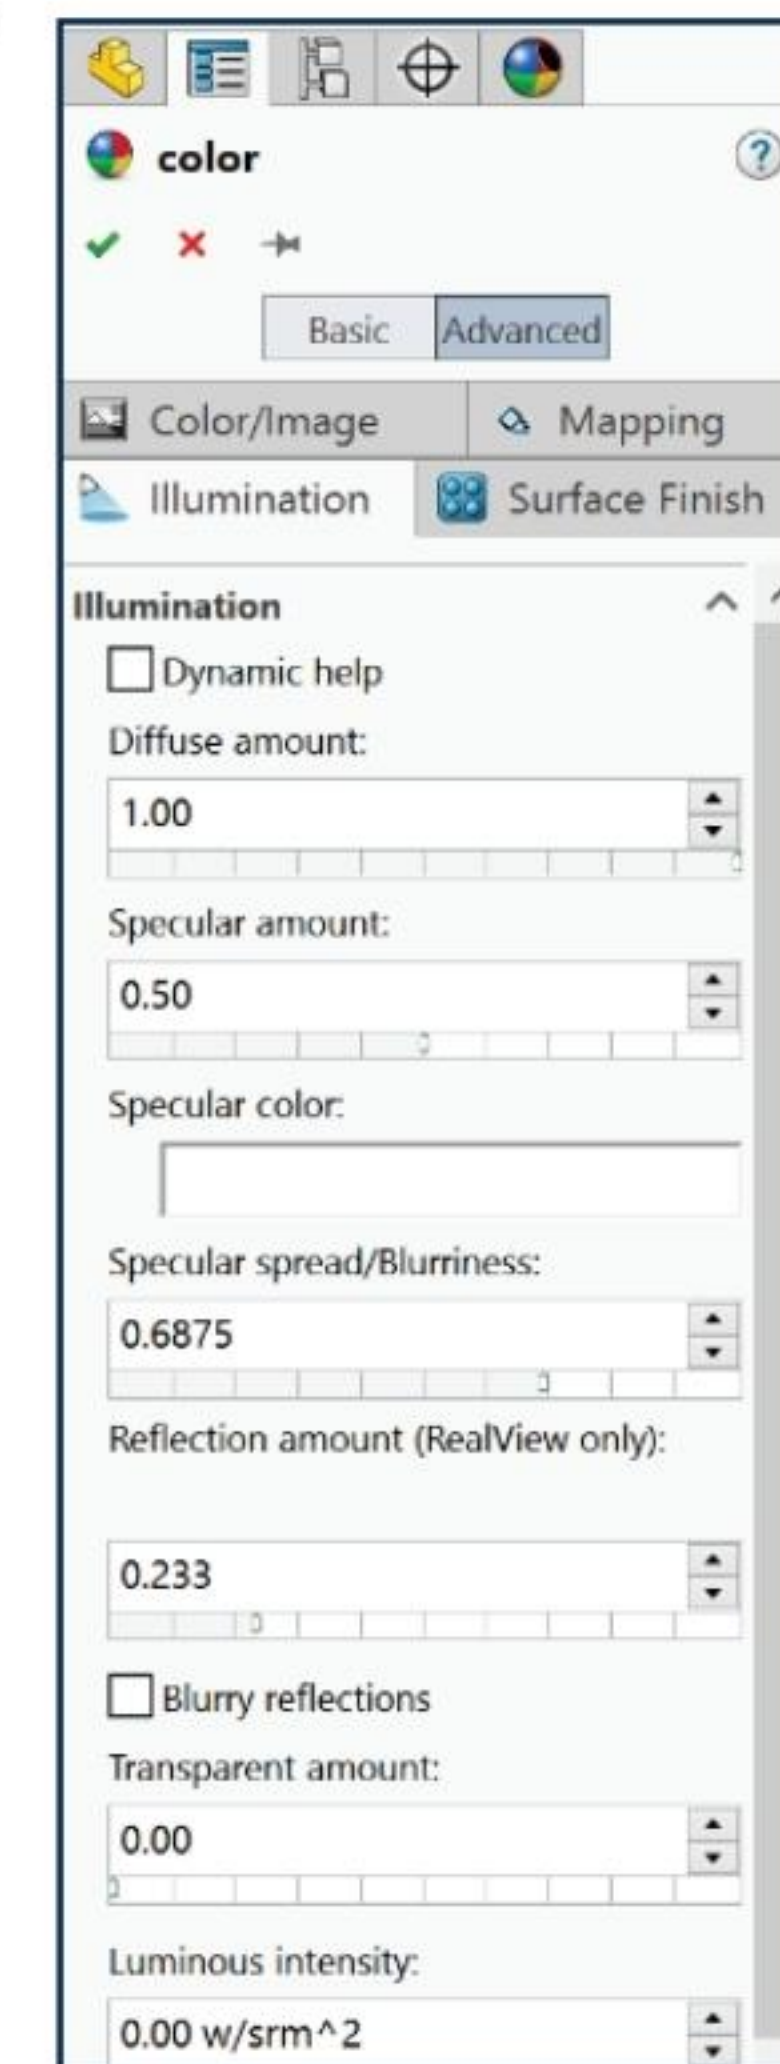 color
?
Basic Advanced
Color/Image Mapping
Illumination Surface Finish
Illumination
Dynamic help
Diffuse amount:
1.00
Specular amount:
0.50
Specular color:
Specular spread/Blurriness:
0.6875
Reflection amount (RealView only):
0.233
Blurry reflections
Transparent amount:
0.00
Luminous intensity:
0.00 w/srm^2